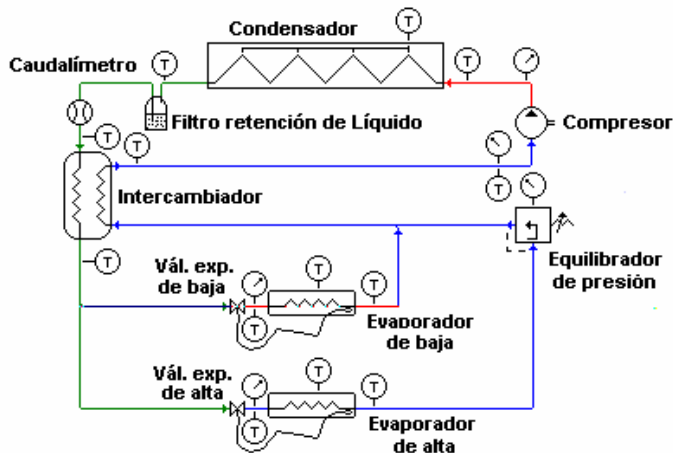 Condensador
T
T
T
Caudalímetro
Filtro retención de Líquido
Compresor
T
T
T
Intercambiador
T
Equilibrador
de presión
Vál. exp.
de baja
T
T
T
Evaporador
de baja
Vál. exp.
de alta
T
T
T
Evaporador
de alta